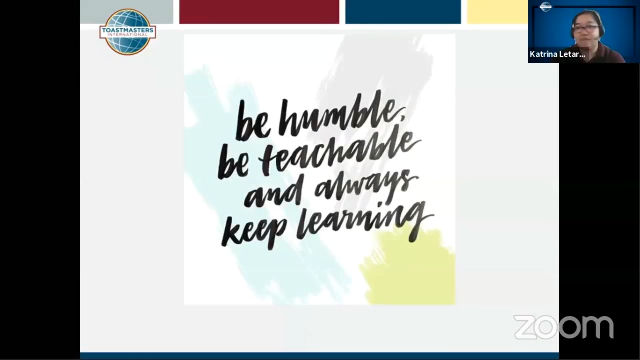 TOASTMASTERS
INTERNATIONAL
Katrina Letar...
be humble,
be teachable
and always
keep learning
zoom